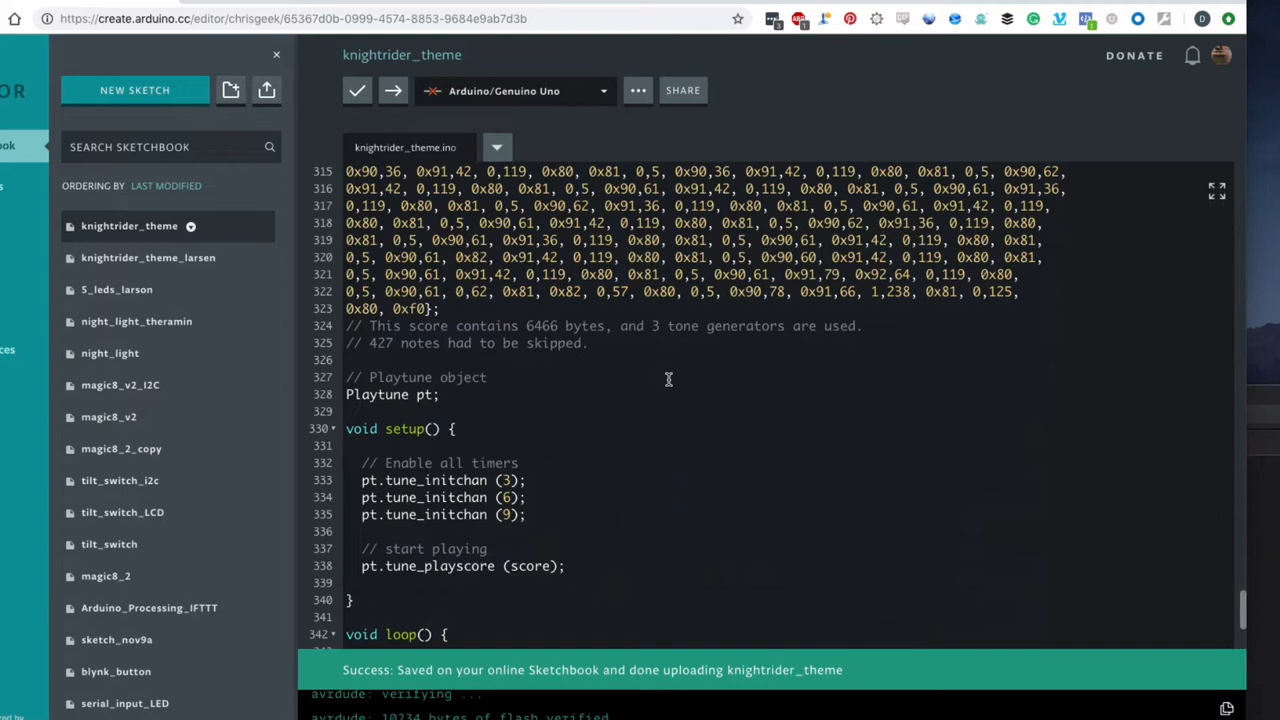 https://create.arduino.cc/editor/chrisgeek/65367d0b-0999-4574-8853-9684e9ab7d3b
OR
ook
s
ces
ed by
NEW SKETCH
SEARCH SKETCHBOOK
ORDERING BY LAST MODIFIED
knightrider_theme
knightrider_theme_larsen
5_leds_larson
night_light_theramin
night_light
magic8_v2_I2C
magic8_v2
magic8_2_copy
tilt_switch_i2c
tilt_switch_LCD
tilt_switch
magic8_2
Arduino_Processing_IFTTT
sketch_nov9a
blynk_button
serial_input_LED
knightrider_theme
DONATE
Arduino/Genuino Uno
SHARE
knightrider_theme.ino
315 0x90,36, 0x91,42, 0,119, 0x80, 0x81, 0,5, 0x90,36, 0x91,42, 0,119, 0x80, 0x81, 0,5, 0x90,62,
316 0x91,42, 0,119, 0x80, 0x81, 0,5, 0x90,61, 0x91,42, 0,119, 0x80, 0x81, 0,5, 0x90,61, 0x91,36,
317 0,119, 0x80, 0x81, 0,5, 0x90,62, 0x91,36, 0,119, 0x80, 0x81, 0,5, 0x90,61, 0x91,42, 0,119,
318 0x80, 0x81, 0,5, 0x90,61, 0x91,42, 0,119, 0x80, 0x81, 0,5, 0x90,62, 0x91,36, 0,119, 0x80,
319 0x81, 0,5, 0x90,61, 0x91,36, 0,119, 0x80, 0x81, 0,5, 0x90,61, 0x91,42, 0,119, 0x80, 0x81,
320 0,5, 0x90,61, 0x82, 0x91,42, 0,119, 0x80, 0x81, 0,5, 0x90,60, 0x91,42, 0,119, 0x80, 0x81,
321 0,5, 0x90,61, 0x91,42, 0,119, 0x80, 0x81, 0,5, 0x90,61, 0x91,79, 0x92,64, 0,119, 0x80,
322 0,5, 0x90,61, 0,62, 0x81, 0x82, 0,57, 0x80, 0,5, 0x90,78, 0x91,66, 1,238, 0x81, 0,125,
323 0x80, 0xf0};
324 // This score contains 6466 bytes, and 3 tone generators are used.
325 // 427 notes had to be skipped.
326
327 // Playtune object
328 Playtune pt;
329
330 void setup() {
331
332 // Enable all timers
333 pt.tune_initchan (3);
334 pt.tune_initchan (6);
335 pt.tune_initchan (9);
336
337 // start playing
338 pt.tune_playscore (score);
339
340 }
341
342 void loop() {
Success: Saved on your online Sketchbook and done uploading knightrider_theme
avrdude: verifying ...
avrdude: 10234 bytes of flash verified